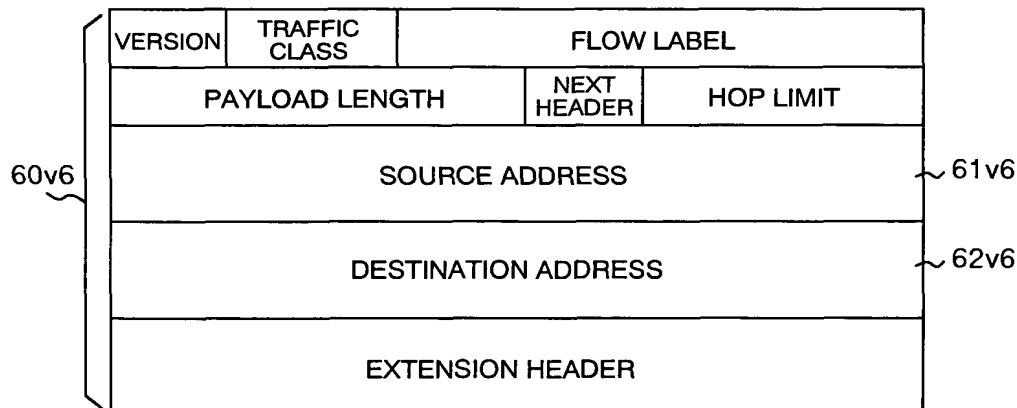 VERSION
TRAFFIC
CLASS
FLOW LABEL
PAYLOAD LENGTH
NEXT
HEADER
HOP LIMIT
60v6
SOURCE ADDRESS
61v6
DESTINATION ADDRESS
62v6
EXTENSION HEADER